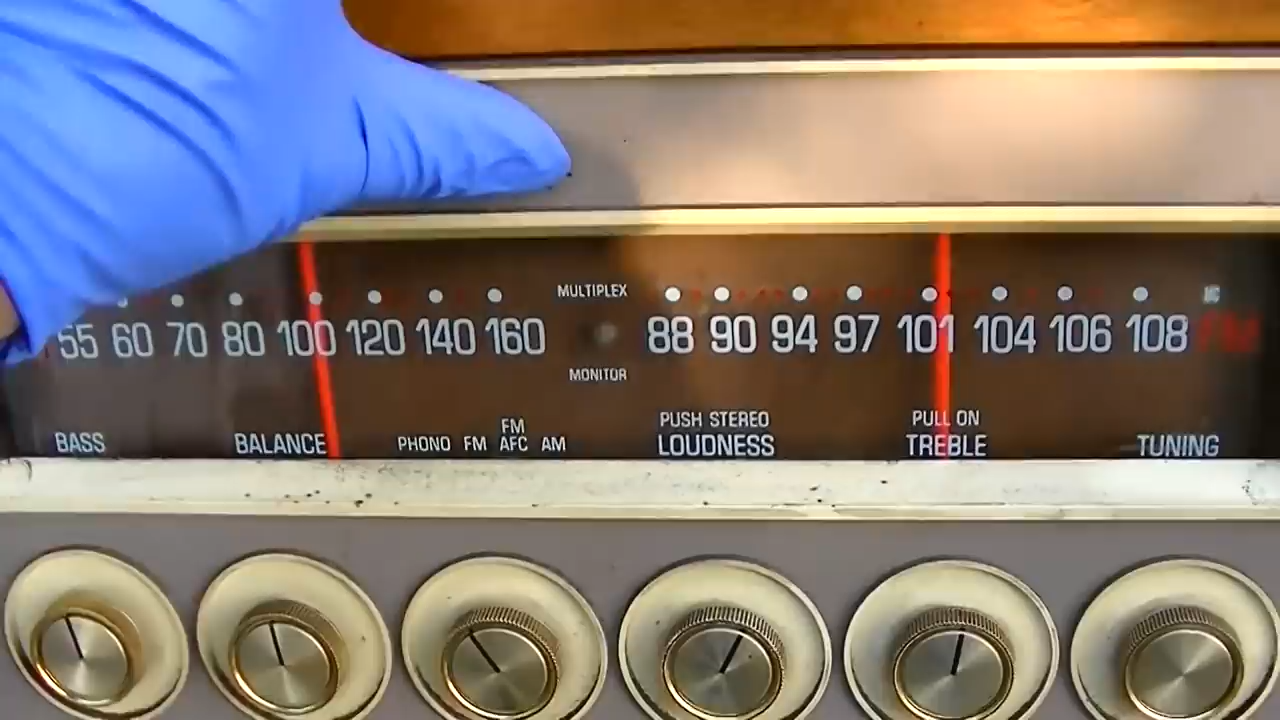 MULTIPLEX
55 60 70 80 100 120 140 160
88 90 94 97 101 104 106 108 FM
MONITOR
BASS
BALANCE
PHONO FM FM AFC AM
PUSH STEREO
LOUDNESS
PULL ON
TREBLE
TUNING